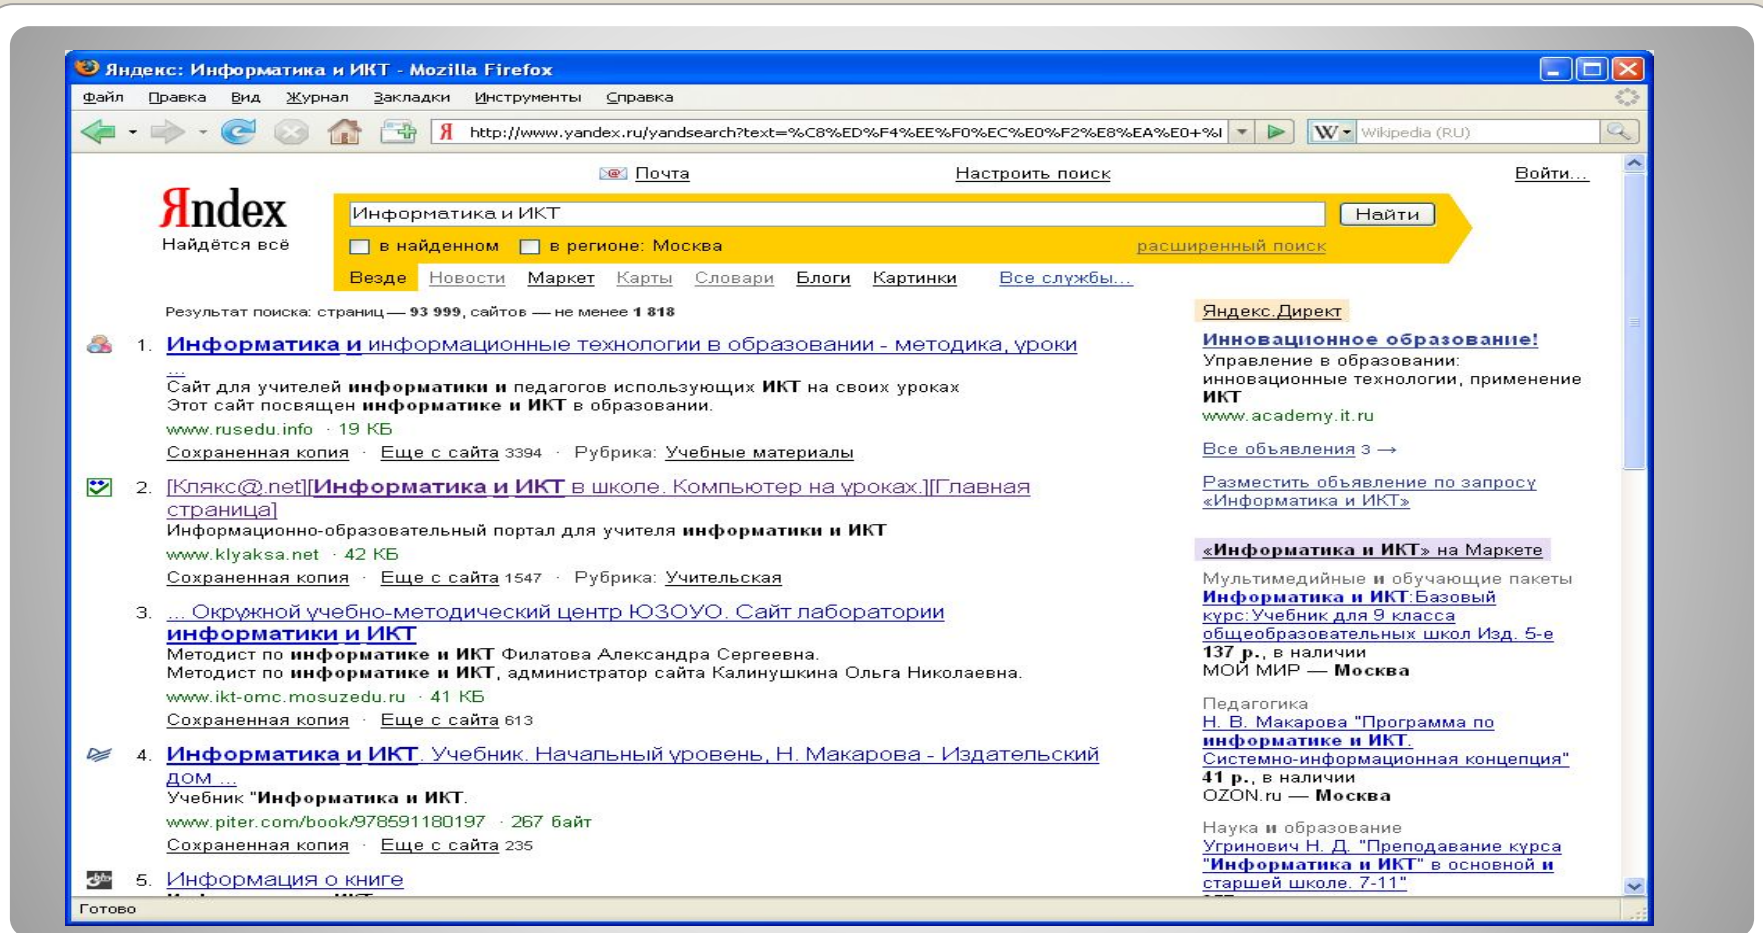 Яндекс: Информатика и ИКТ - Mozilla Firefox
Файл Правка Вид Журнал Закладки Инструменты Справка
http://www.yandex.ru/yandsearch?text=%C8%ED%F4%EE%F0%EC%E0%F2%E8%EA%E0+%I
W Wikipedia (RU)
Почта Настроить поиск Войти...
Яndex
Найдётся всё
Информатика и ИКТ Найти
в найденном в регионе: Москва расширенный поиск
Везде Новости Маркет Карты Словари Блоги Картинки Все службы...
Результат поиска: страниц — 93 999, сайтов — не менее 1 818
1. Информатика и информационные технологии в образовании - методика, уроки
...
Сайт для учителей информатики и педагогов использующих ИКТ на своих уроках
Этот сайт посвящен информатике и ИКТ в образовании.
www.rusedu.info · 19 КБ
Сохраненная копия · Еще с сайта 3394 · Рубрика: Учебные материалы
2. [Клякс@.net][Информатика и ИКТ в школе. Компьютер на уроках.][Главная
страница]
Информационно-образовательный портал для учителя информатики и ИКТ
www.klyaksa.net · 42 КБ
Сохраненная копия · Еще с сайта 1547 · Рубрика: Учительская
3. ... Окружной учебно-методический центр ЮЗОУО. Сайт лаборатории
информатики и ИКТ
Методист по информатике и ИКТ Филатова Александра Сергеевна.
Методист по информатике и ИКТ, администратор сайта Калинушкина Ольга Николаевна.
www.ikt-omc.mosuzedu.ru · 41 КБ
Сохраненная копия · Еще с сайта 613
4. Информатика и ИКТ. Учебник. Начальный уровень, Н. Макарова - Издательский
дом ...
Учебник "Информатика и ИКТ.
www.piter.com/book/978591180197 · 267 байт
Сохраненная копия · Еще с сайта 235
5. Информация о книге
Яндекс.Директ
Инновационное образование!
Управление в образовании:
инновационные технологии, применение
ИКТ
www.academy.it.ru
Все объявления 3 →
Разместить объявление по запросу
«Информатика и ИКТ»
«Информатика и ИКТ» на Маркете
Мультимедийные и обучающие пакеты
Информатика и ИКТ:Базовый
курс:Учебник для 9 класса
общеобразовательных школ Изд. 5-е
137 р., в наличии
МОЙ МИР — Москва
Педагогика
Н. В. Макарова "Программа по
информатике и ИКТ.
Системно-информационная концепция"
41 р., в наличии
OZON.ru — Москва
Наука и образование
Угринович Н. Д. "Преподавание курса
"Информатика и ИКТ" в основной и
старшей школе. 7-11"
Готово